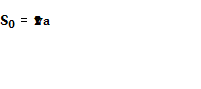 S₀ = a